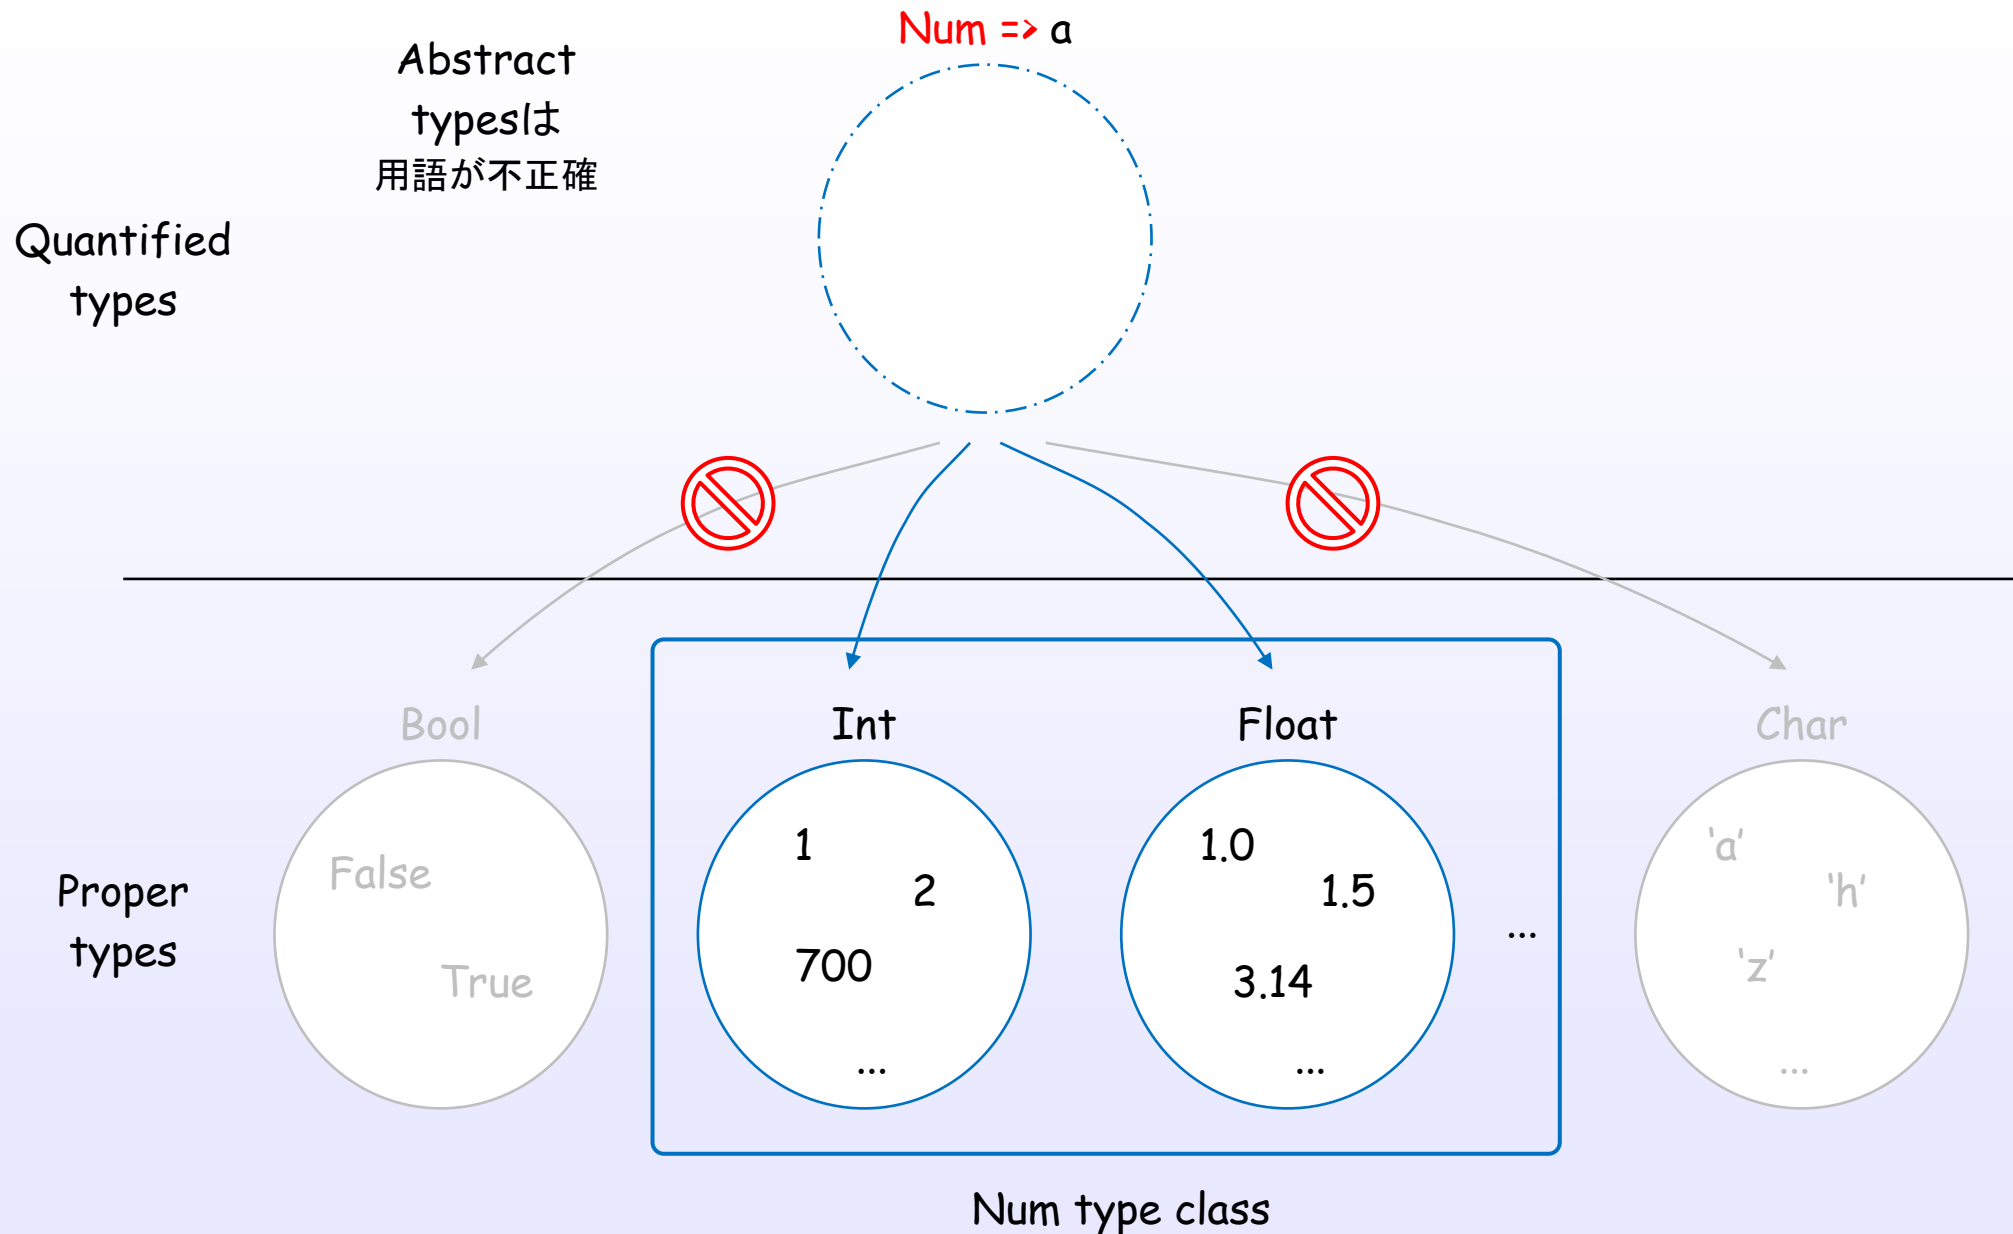 Num => a
Abstract
typesは
用語が不正確
Quantified
types
Bool
Int
Float
Char
False
True
1
2
700
...
1.0
1.5
3.14
...
...
'a'
'h'
'z'
...
Proper
types
Num type class